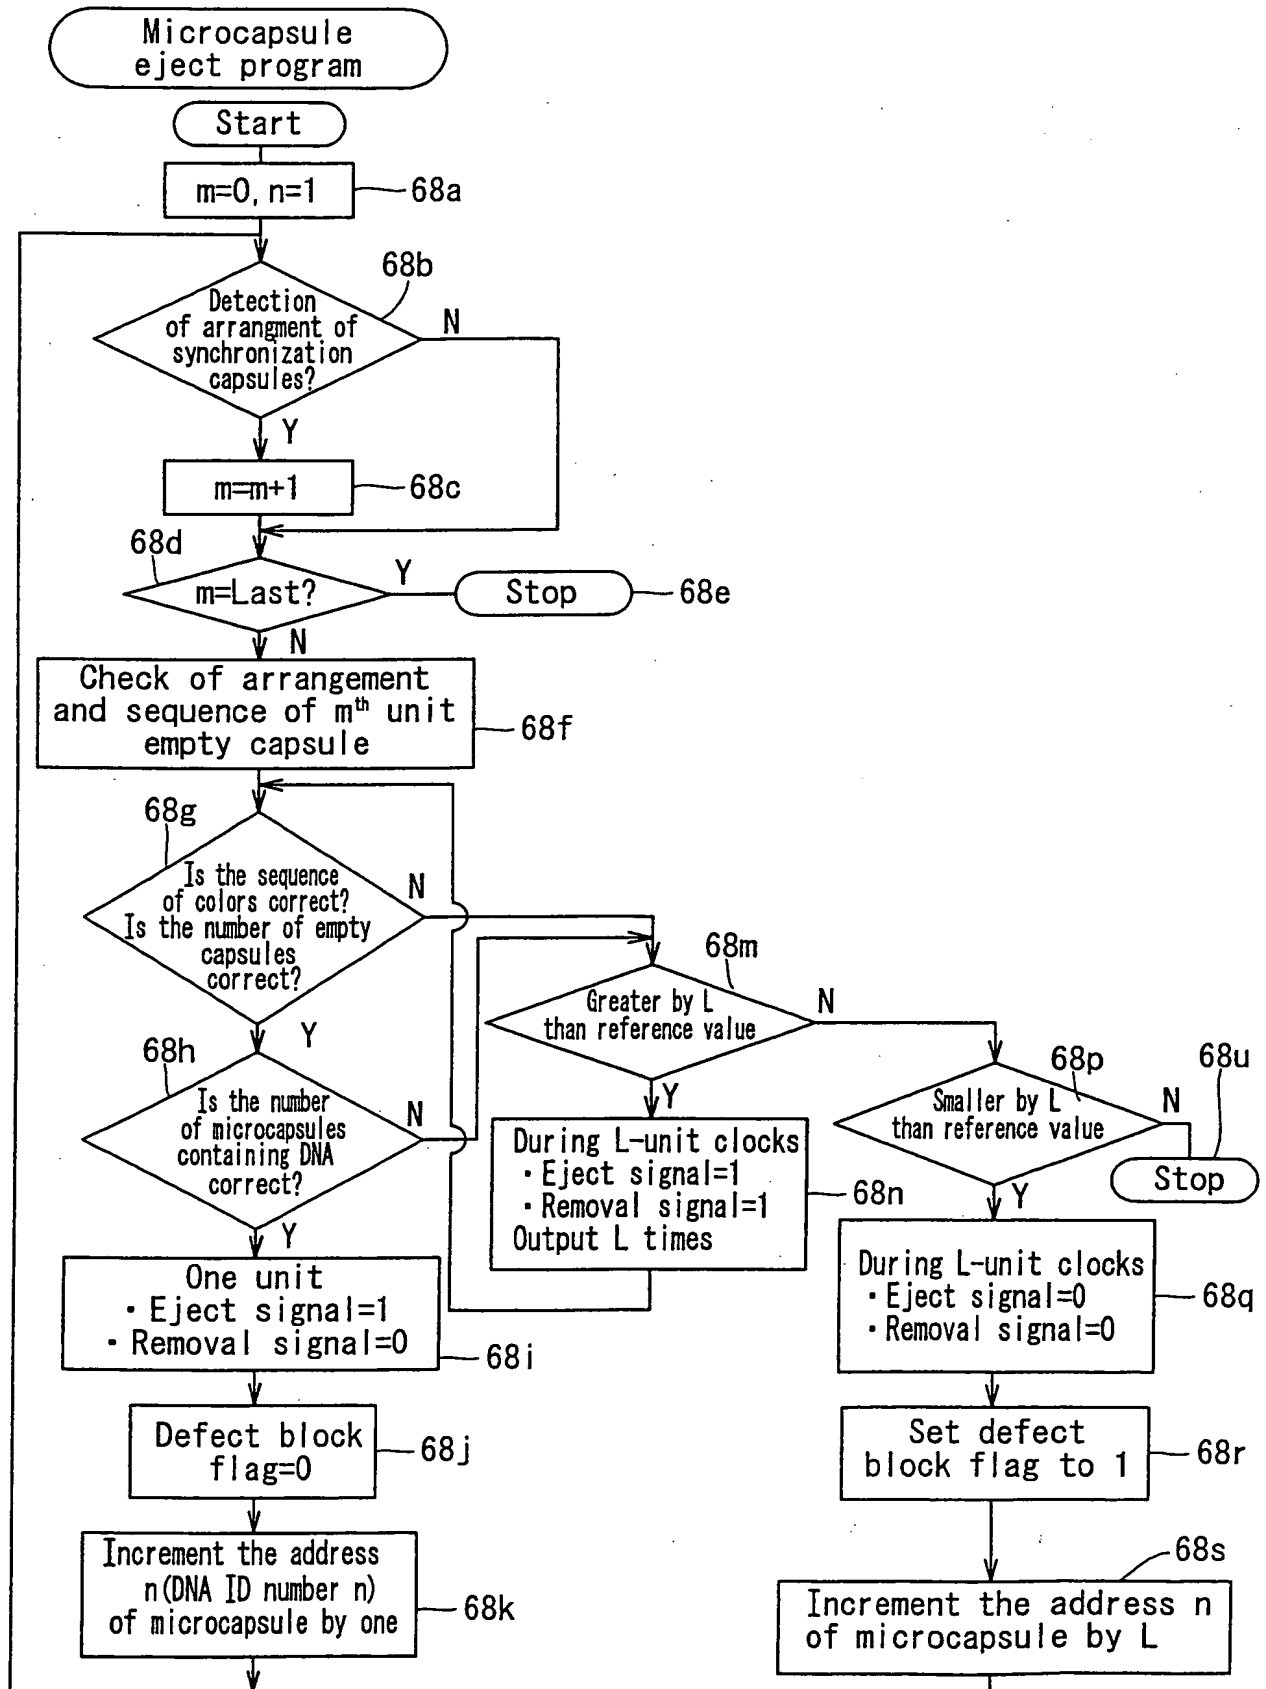 Microcapsule
eject program
Start
m=0, n=1
68a
68b
Detection
of arrangment of
synchronization
capsules?
N
Y
m=m+1
68c
68d
m=Last?
Y
Stop
68e
N
Check of arrangement
and sequence of mth unit
empty capsule
68f
68g
Is the sequence
of colors correct?
Is the number of empty
capsules
correct?
N
Y
68m
Greater by L
than reference value
N
Y
68h
Is the number
of microcapsules
containing DNA
correct?
N
Y
68p
Smaller by L
than reference value
N
Y
68u
Stop
During L-unit clocks
・Eject signal=1
・Removal signal=1
Output L times
68n
One unit
・Eject signal=1
・Removal signal=0
68i
During L-unit clocks
・Eject signal=0
・Removal signal=0
68q
Defect block
flag=0
68j
Set defect
block flag to 1
68r
Increment the address
n(DNA ID number n)
of microcapsule by one
68k
68s
Increment the address n
of microcapsule by L